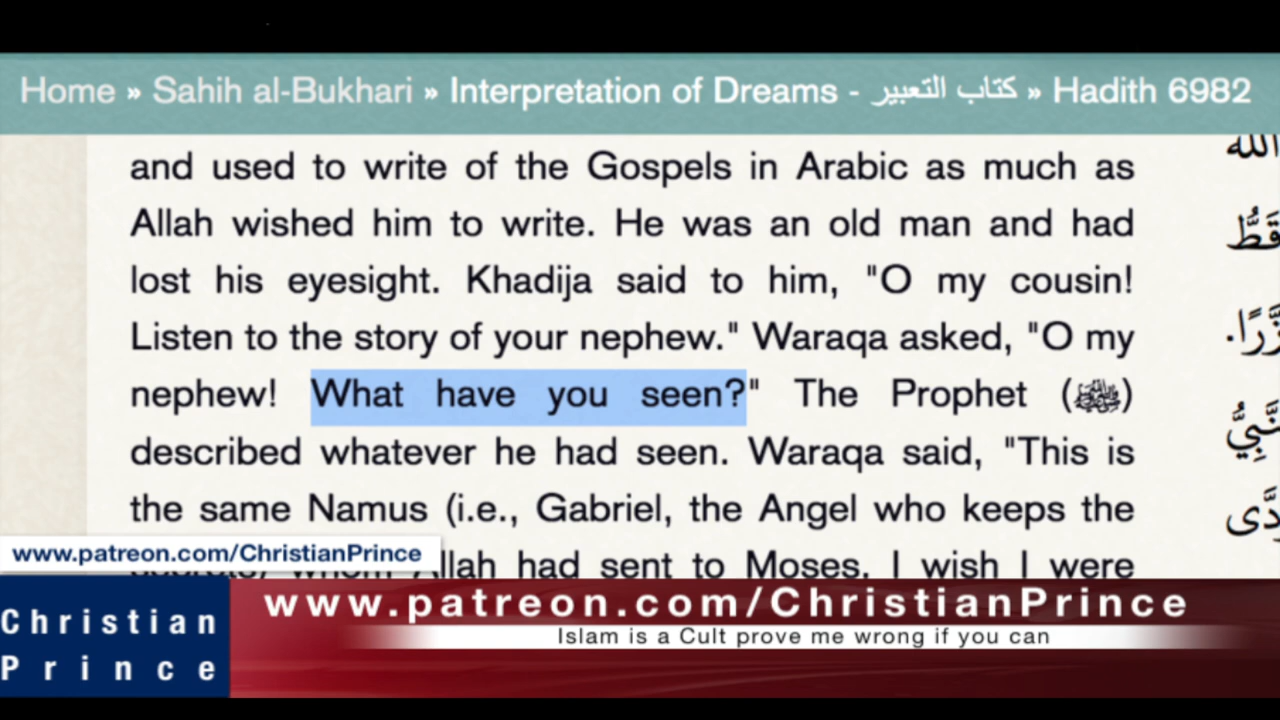 Home » Sahih al-Bukhari » Interpretation of Dreams - كتاب التعبير » Hadith 6982
and used to write of the Gospels in Arabic as much as
Allah wished him to write. He was an old man and had
lost his eyesight. Khadija said to him, "O my cousin!
Listen to the story of your nephew." Waraqa asked, "O my
nephew! What have you seen?" The Prophet (ﷺ)
described whatever he had seen. Waraqa said, "This is
the same Namus (i.e., Gabriel, the Angel who keeps the
Allah had sent to Moses. I wish I were
الله
قَطُّ
www.patreon.com/ChristianPrince
Christian
Prince
www.patreon.com/ChristianPrince
Islam is a Cult prove me wrong if you can